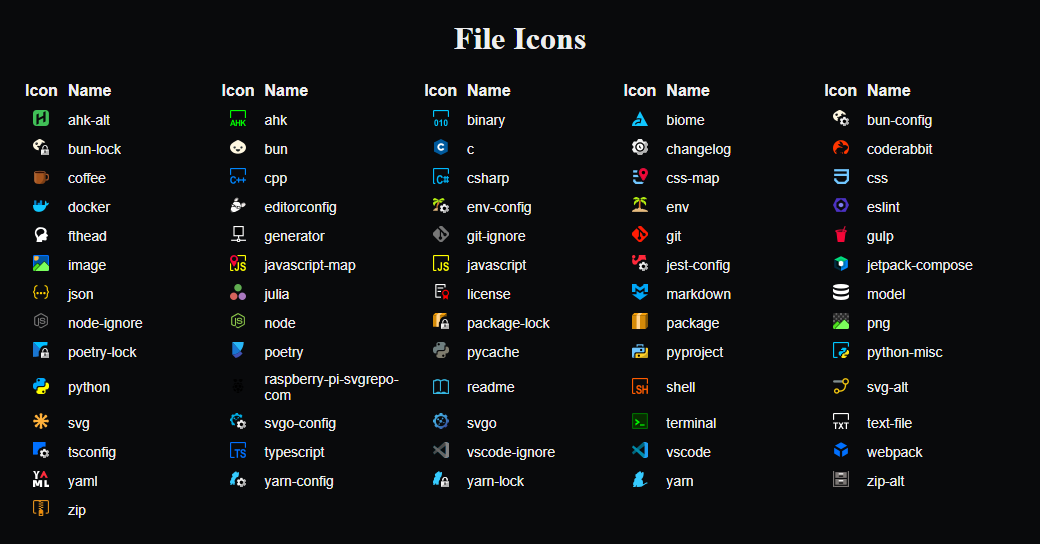 File Icons
Icon Name Icon Name Icon Name Icon Name Icon Name
ahk-alt AHK ahk 010 binary biome bun-config
bun-lock bun C c changelog coderabbit
coffee C++ cpp C# csharp css-map css
docker editorconfig env-config env eslint
fthead generator git-ignore git gulp
image JS javascript-map JS javascript jest-config jetpack-compose
json julia license markdown model
JS node-ignore JS node package-lock package png
poetry-lock poetry pycache pyproject python-misc
python raspberry-pi-svgrepo-
com readme SH shell svg-alt
svg svgo-config svgo terminal TXT text-file
tsconfig TS typescript vscode-ignore vscode webpack
YAML yaml yarn-config yarn-lock yarn zip-alt
zip